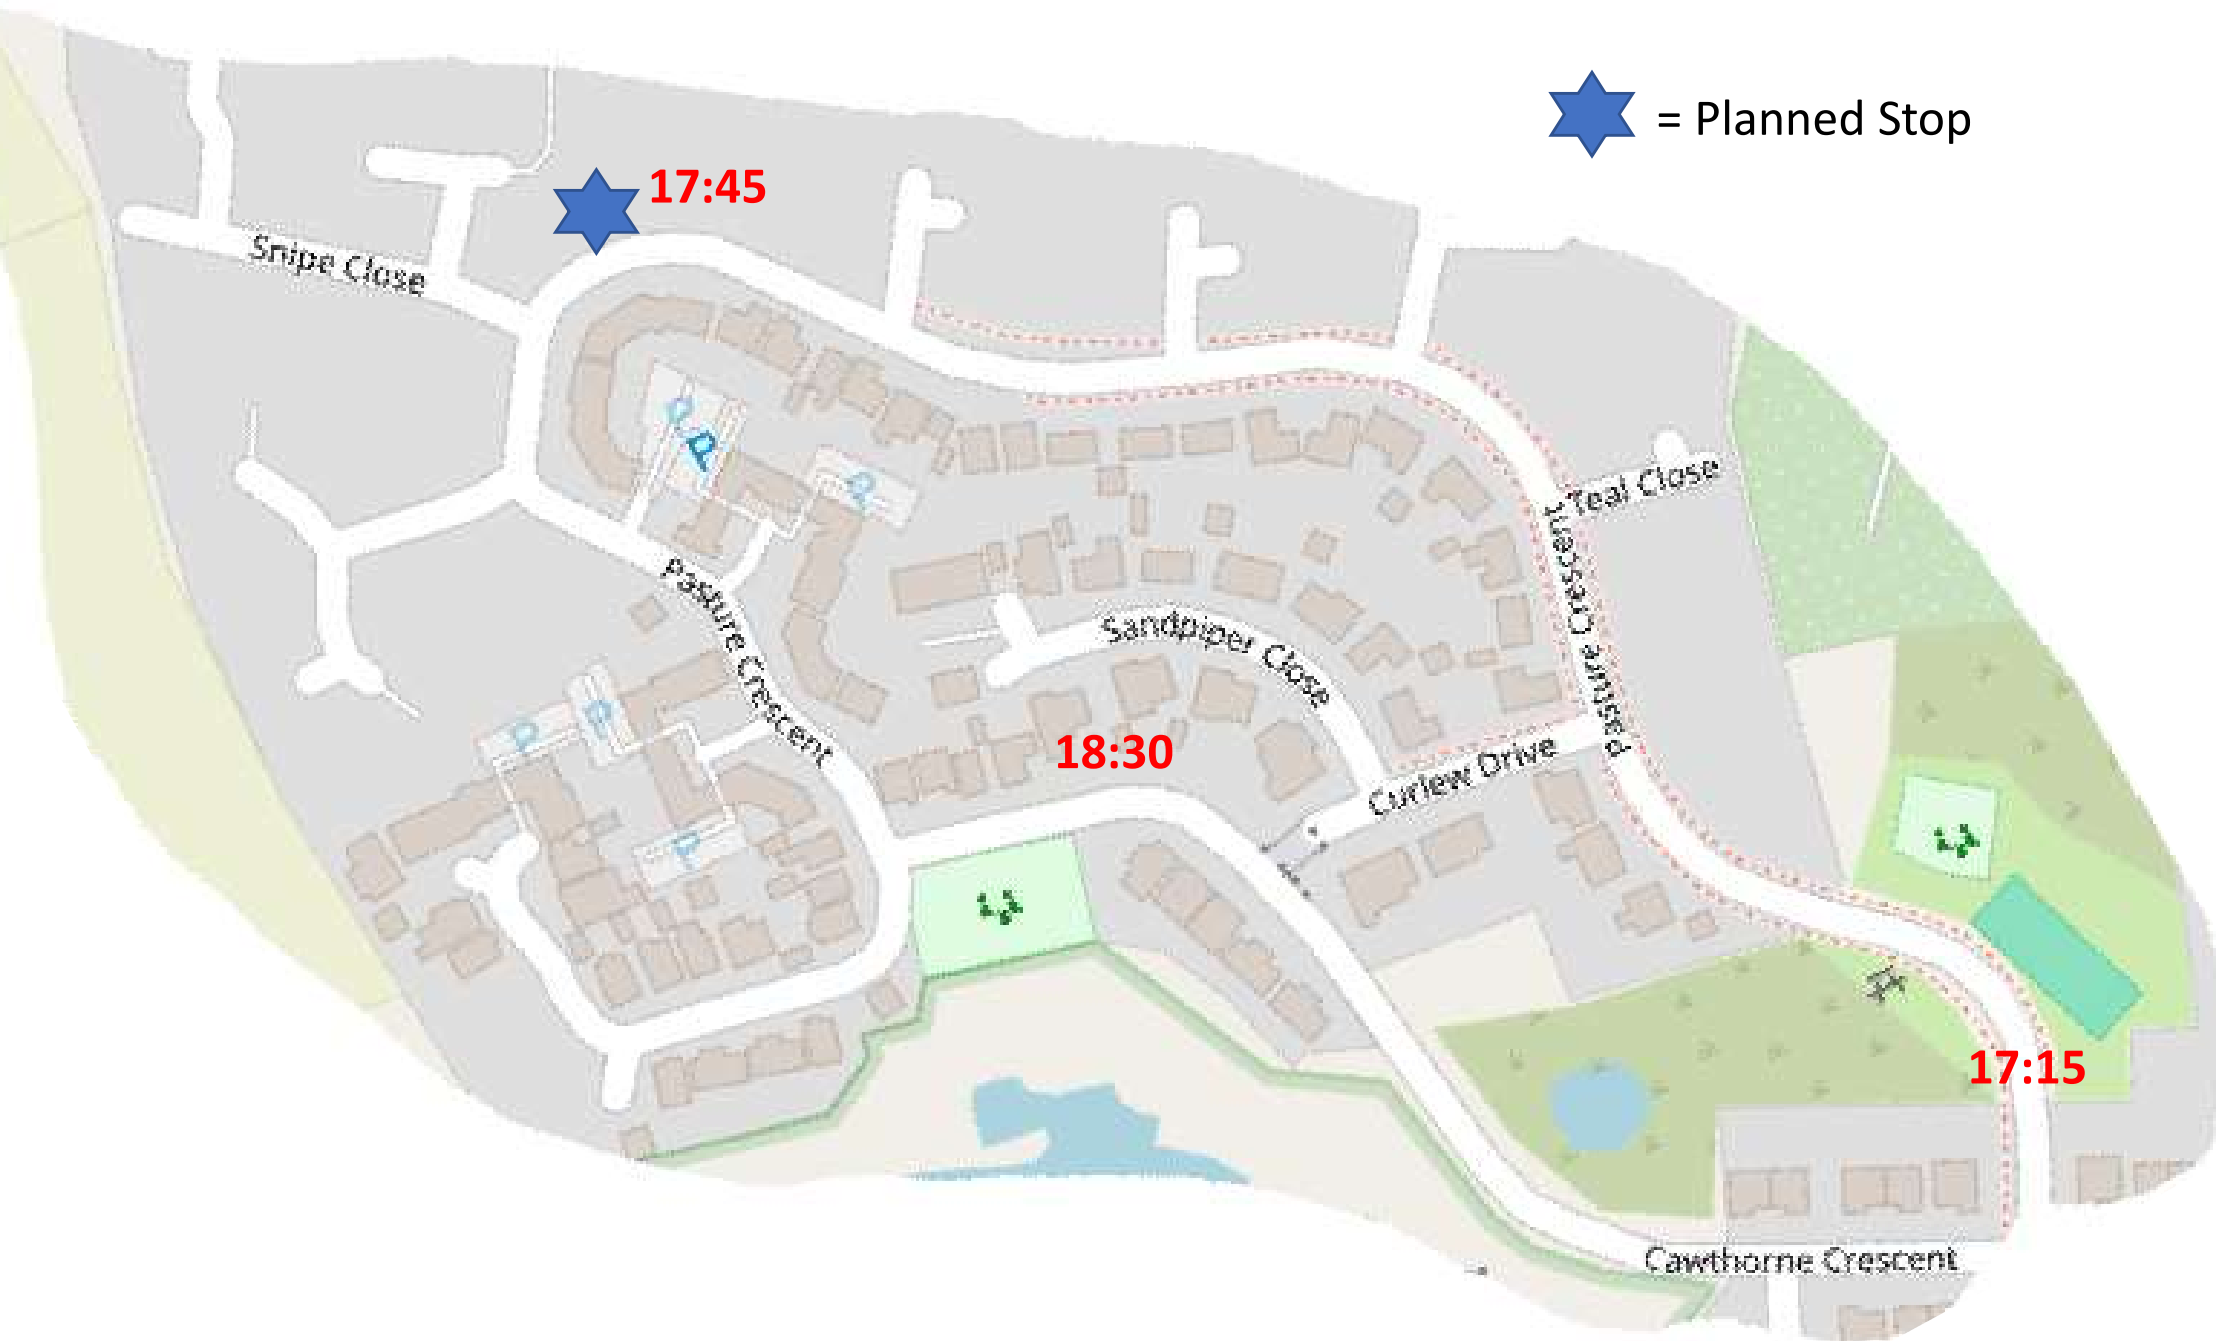 = Planned Stop
17:45
Snipe Close
P
P
P
Teal Close
Pasture Crescent
Pasture Crescent
Sandpiper Close
P
P
18:30
Curlew Drive
P
17:15
Cawthorne Crescent